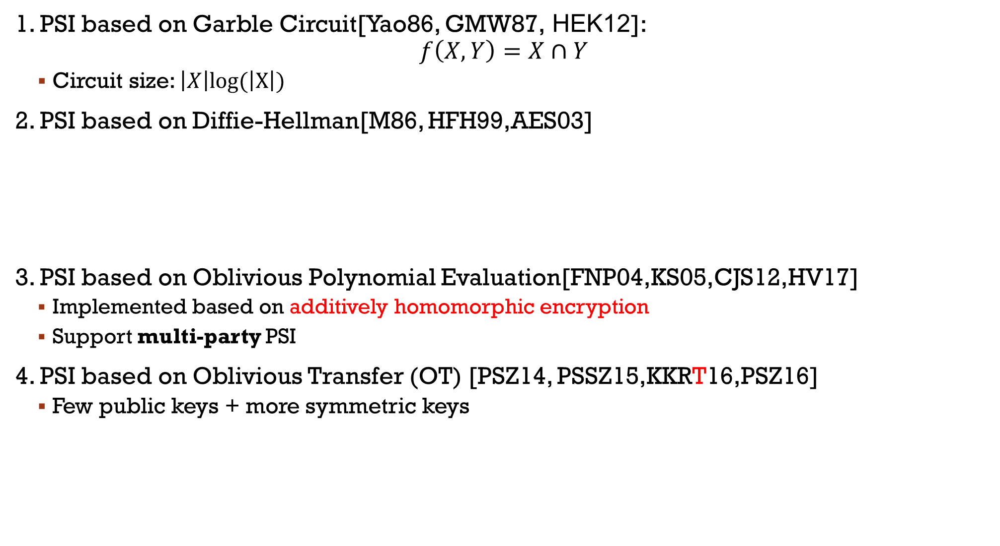 1. PSI based on Garble Circuit[Yao86, GMW87, HEK12]:
𝑓(𝑋, 𝑌) = 𝑋 ∩ 𝑌
▪ Circuit size: |𝑋|log(|X|)
2. PSI based on Diffie-Hellman[M86, HFH99,AES03]
3. PSI based on Oblivious Polynomial Evaluation[FNP04,KS05,CJS12,HV17]
▪ Implemented based on additively homomorphic encryption
▪ Support multi-party PSI
4. PSI based on Oblivious Transfer (OT) [PSZ14, PSSZ15,KKRT16,PSZ16]
▪ Few public keys + more symmetric keys